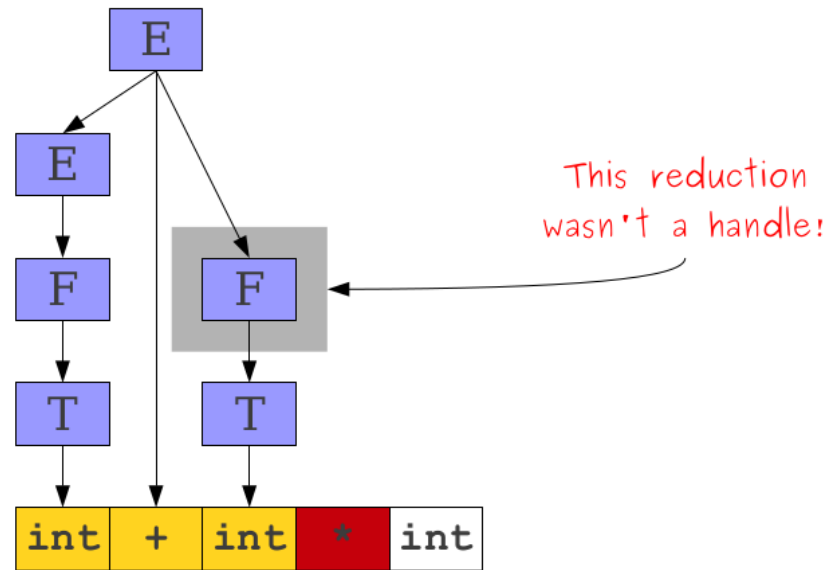 E
E
This reduction
wasn't a handle!
F
F
T
T
int + int * int